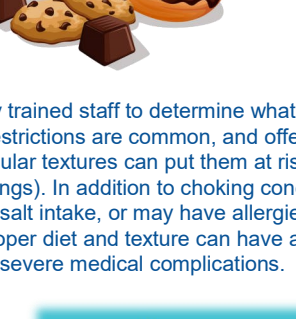 trained staff to determine what
estrictions are common, and offe
ular textures can put them at ris
ngs). In addition to choking con
salt intake, or may have allergie
oper diet and texture can have a
severe medical complications.